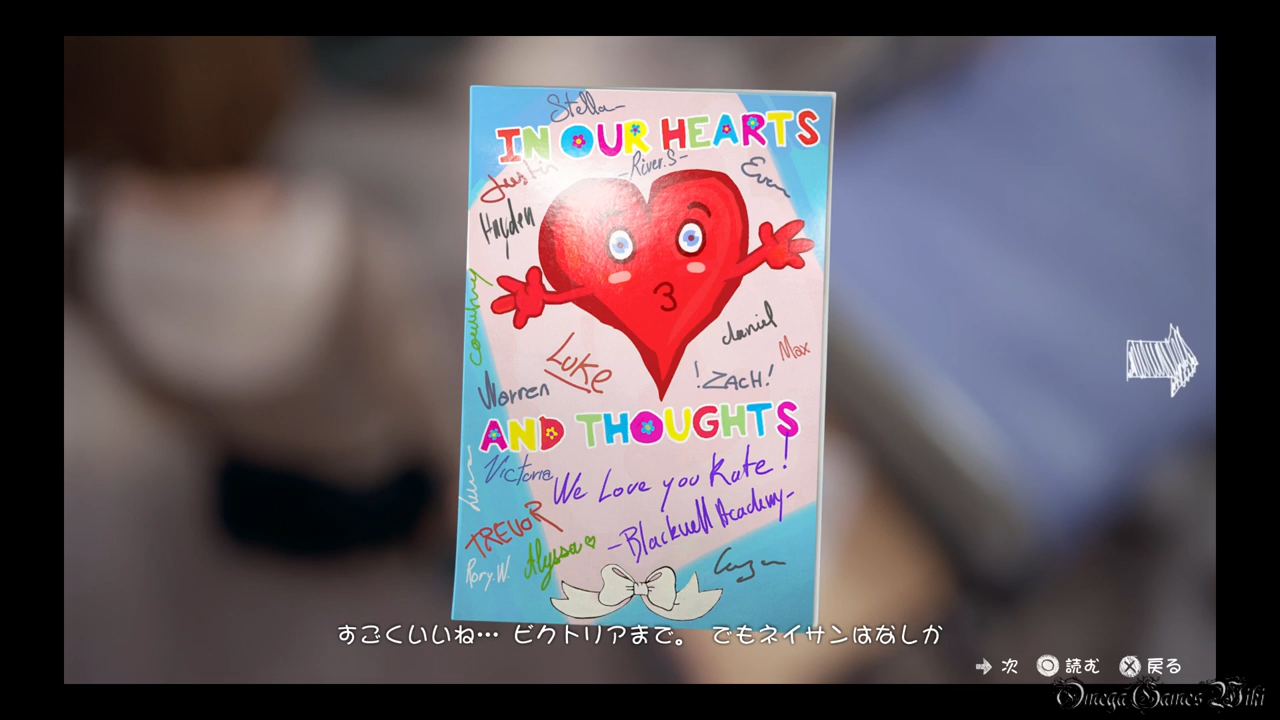 Stella
IN OUR HEARTS
-River.S-
Justin
Evan
Hayden
courtney
daniel
Max
Luke
!ZACH!
Warren
AND THOUGHTS
Victoria
We Love you Kate!
TREVOR
-Blackwell Academy-
Alyssa
Rory.W.
すごくいいね… ビクトリアまで。 でもネイサンはなしか
次 読む 戻る
Omega Games Wiki